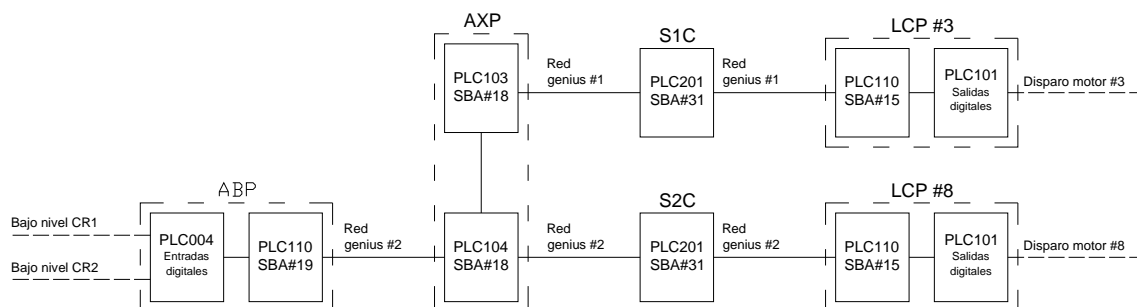 AXP
S1C
LCP #3
PLC103
SBA#18
Red
genius #1
PLC201
SBA#31
Red
genius #1
PLC110
SBA#15
PLC101
Salidas
digitales
Disparo motor #3
ABP
S2C
LCP #8
Bajo nivel CR1
Bajo nivel CR2
PLC004
Entradas
digitales
PLC110
SBA#19
Red
genius #2
PLC104
SBA#18
Red
genius #2
PLC201
SBA#31
Red
genius #2
PLC110
SBA#15
PLC101
Salidas
digitales
Disparo motor #8